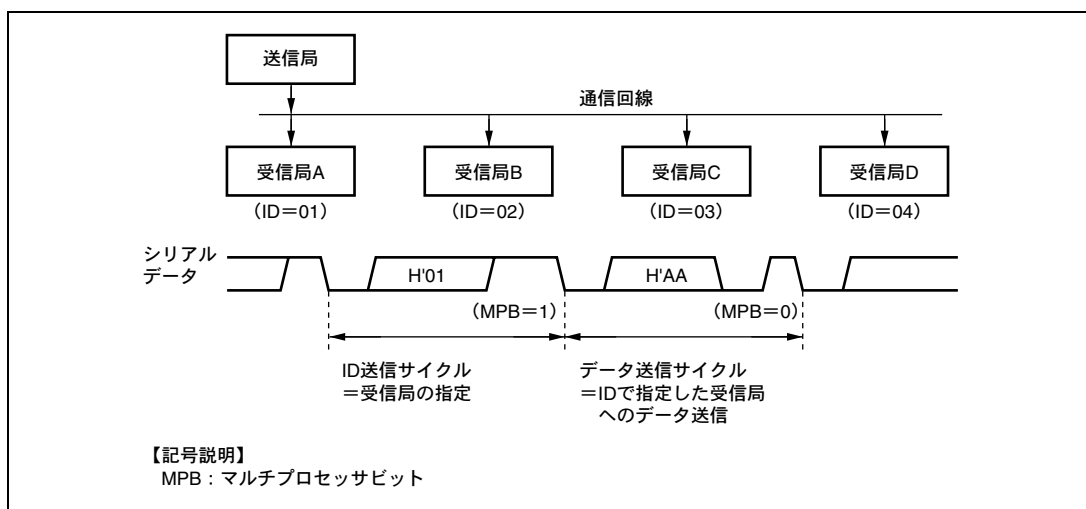 送信局
通信回線
受信局A 受信局B 受信局C 受信局D
（ID＝01） （ID＝02） （ID＝03） （ID＝04）
シリアル
データ
H'01 H'AA
（MPB＝1） （MPB＝0）
ID送信サイクル
＝受信局の指定
データ送信サイクル
＝IDで指定した受信局
へのデータ送信
【記号説明】
MPB：マルチプロセッサビット